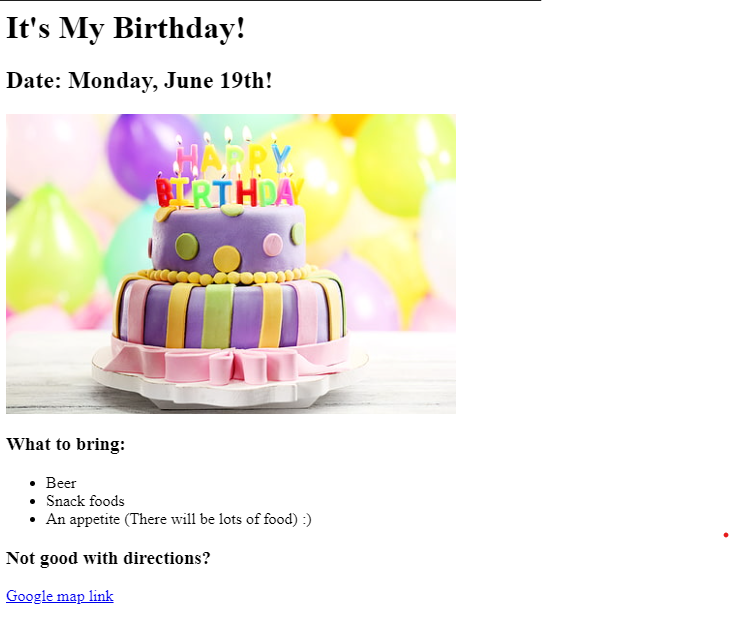 It's My Birthday!
Date: Monday, June 19th!
HAPPY
BIRTHDAY
What to bring:
Beer
Snack foods
An appetite (There will be lots of food) :)
Not good with directions?
Google map link